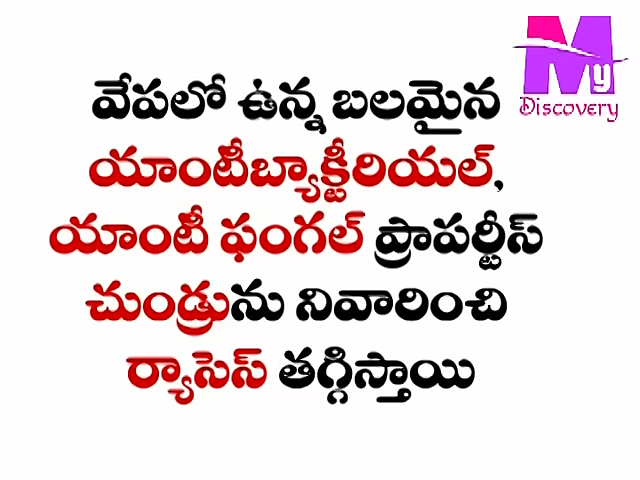 My
Discovery
వేపలో ఉన్న బలమైన
యాంటీబ్యాక్టీరియల్,
యాంటీ ఫంగల్ ప్రాపర్టీస్
చుండ్రును నివారించి
ర్యాసెస్ తగ్గిస్తాయి